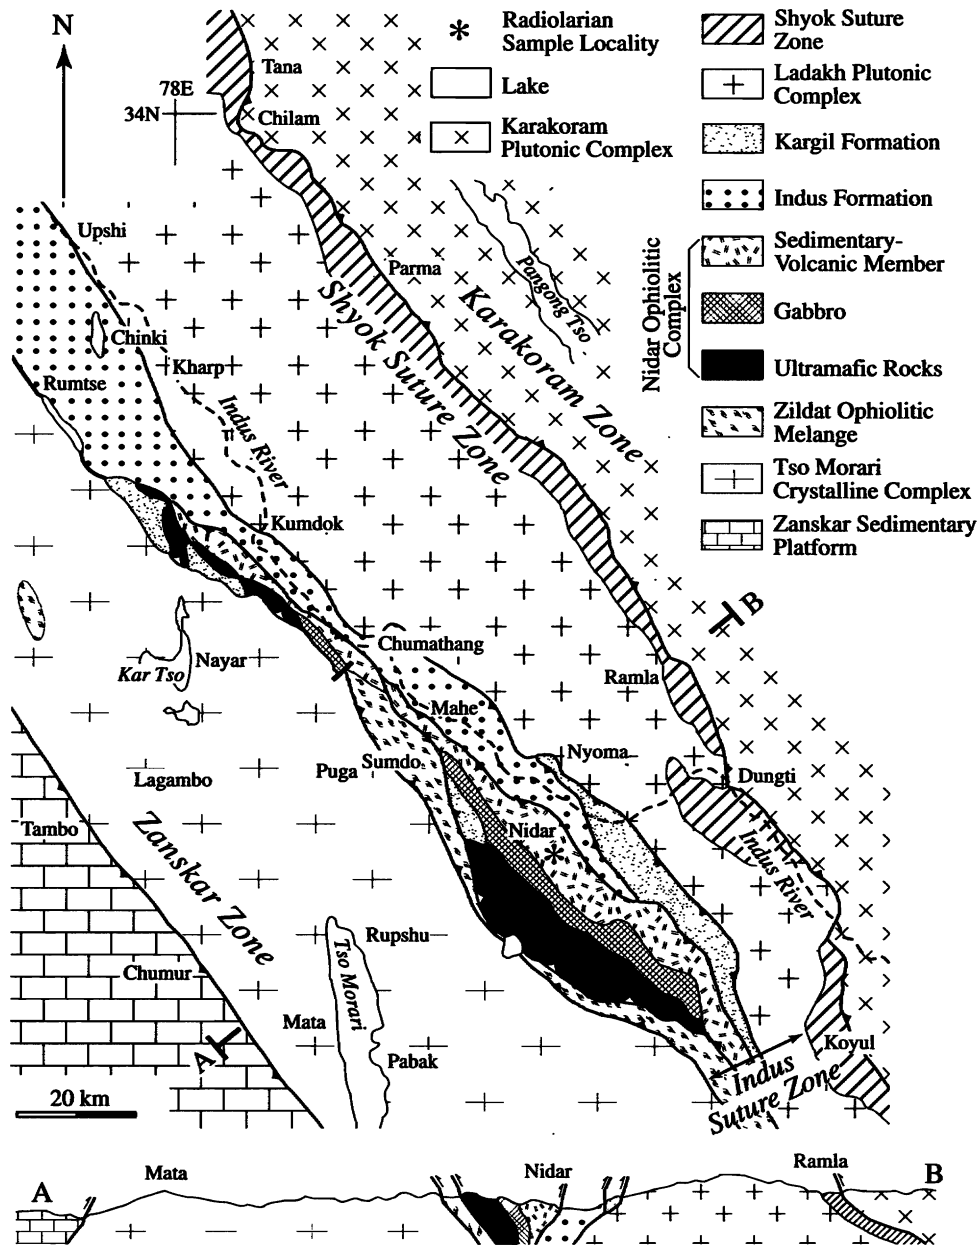 N
78E
34N
Tana
Chilam
*
Radiolarian
Sample Locality
Lake
Karakoram
Plutonic Complex
Shyok Suture
Zone
Ladakh Plutonic
Complex
Kargil Formation
Indus Formation
Nidar Ophiolitic
Complex
Sedimentary-
Volcanic Member
Gabbro
Ultramafic Rocks
Zildat Ophiolitic
Melange
Tso Morari
Crystalline Complex
Zanskar Sedimentary
Platform
Upshi
Parma
Pangong Tso
Karakoram Zone
Shyok Suture Zone
Chinki
Kharp
Rumtse
Indus River
Kumdok
B
Chumathang
Nayar
Kar Tso
Ramla
Mahe
Nyoma
Sumdo
Puga
Dungti
Lagambo
Tambo
Zanskar Zone
Nidar
*
Indus River
Rupshu
Tso Morari
Chumur
Mata
Pabak
A
Koyul
Indus
Suture Zone
20 km
A
Mata
Nidar
Ramla
B